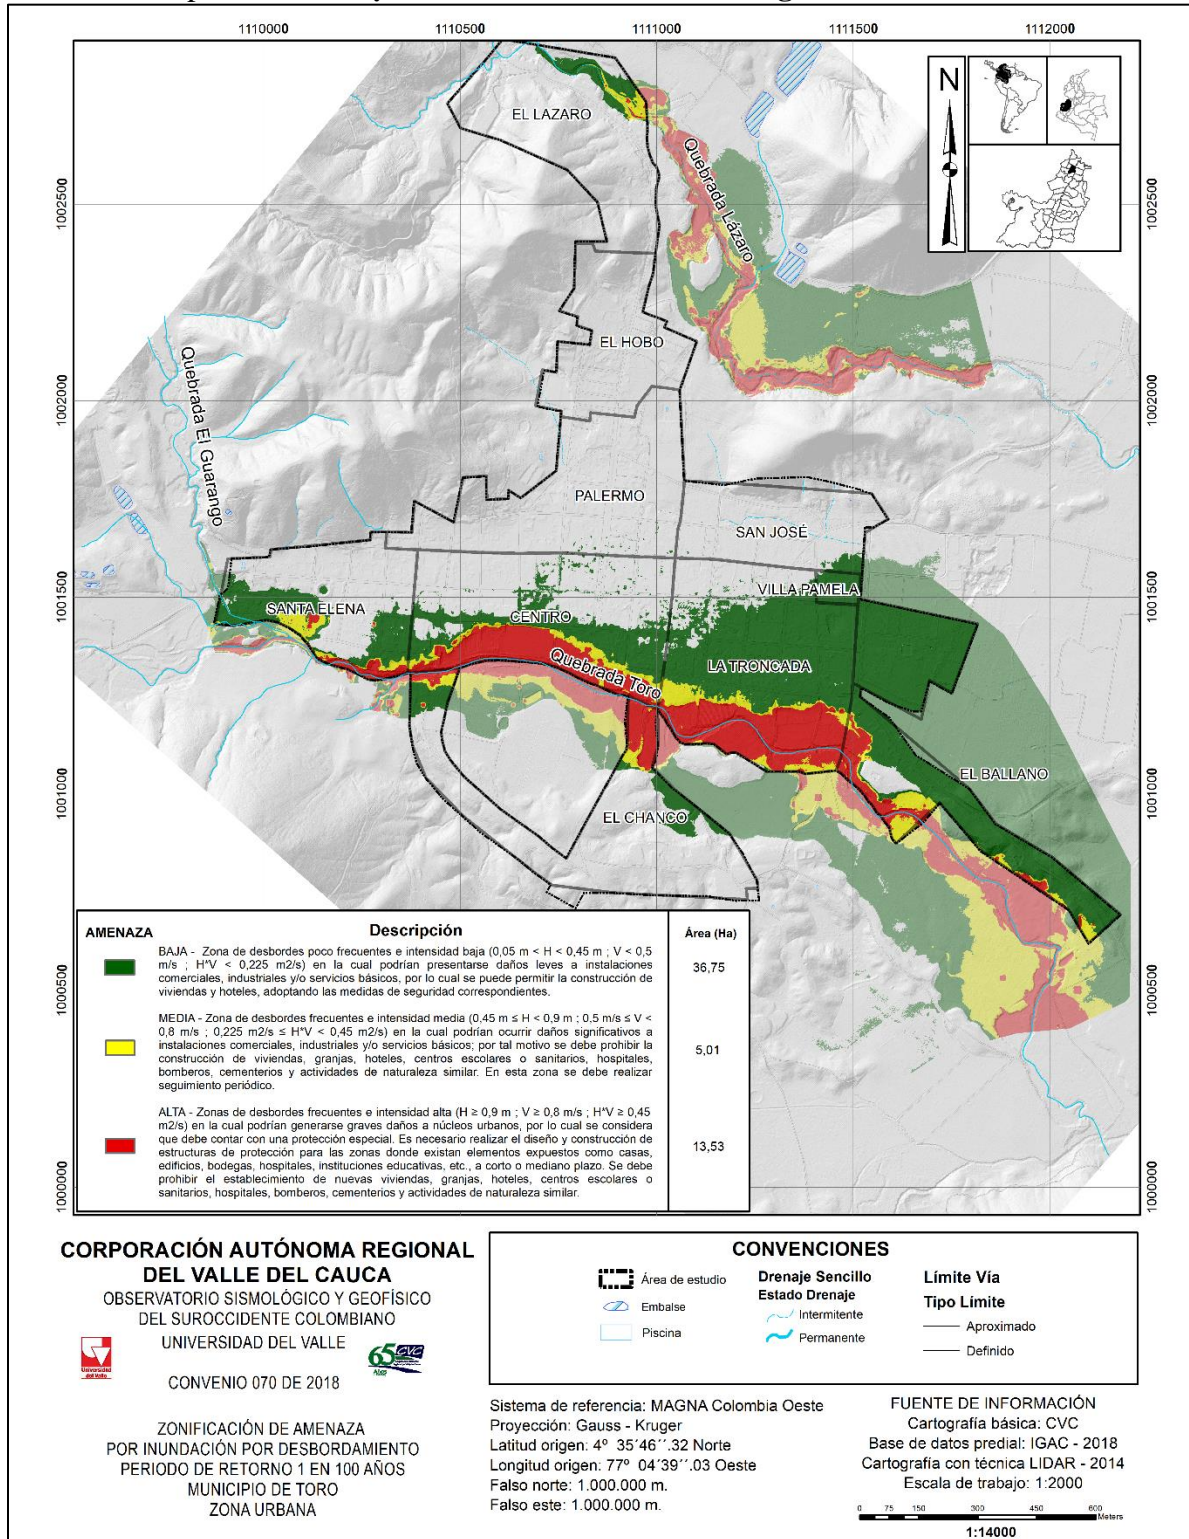 1110000 1110500 1111000 1111500 1112000
N
EL LAZARO
Quebrada Lázaro
1002500 1002500
EL HOBO
Quebrada El Guarango
1002000 1002000
PALERMO
SAN JOSÉ
1001500 1001500
VILLA PAMELA
SANTA ELENA
CENTRO
Quebrada Toro
LA TRONCADA
1001000 1001000
EL BALLANO
EL CHANCO
1000500 1000500
1000000 1000000
AMENAZA Descripción Área (Ha)
BAJA - Zona de desbordes poco frecuentes e intensidad baja (0,05 m < H < 0,45 m ; V < 0,5
m/s ; H*V < 0,225 m2/s) en la cual podrían presentarse daños leves a instalaciones
comerciales, industriales y/o servicios básicos, por lo cual se puede permitir la construcción de
viviendas y hoteles, adoptando las medidas de seguridad correspondientes.
36,75
MEDIA - Zona de desbordes frecuentes e intensidad media (0,45 m ≤ H < 0,9 m ; 0,5 m/s ≤ V <
0,8 m/s ; 0,225 m2/s ≤ H*V < 0,45 m2/s) en la cual podrían ocurrir daños significativos a
instalaciones comerciales, industriales y/o servicios básicos; por tal motivo se debe prohibir la
construcción de viviendas, granjas, hoteles, centros escolares o sanitarios, hospitales,
bomberos, cementerios y actividades de naturaleza similar. En esta zona se debe realizar
seguimiento periódico.
5,01
ALTA - Zonas de desbordes frecuentes e intensidad alta (H ≥ 0,9 m ; V ≥ 0,8 m/s ; H*V ≥ 0,45
m2/s) en la cual podrían generarse graves daños a núcleos urbanos, por lo cual se considera
que debe contar con una protección especial. Es necesario realizar el diseño y construcción de
estructuras de protección para las zonas donde existan elementos expuestos como casas,
edificios, bodegas, hospitales, instituciones educativas, etc., a corto o mediano plazo. Se debe
prohibir el establecimiento de nuevas viviendas, granjas, hoteles, centros escolares o
sanitarios, hospitales, bomberos, cementerios y actividades de naturaleza similar.
13,53
CORPORACIÓN AUTÓNOMA REGIONAL
DEL VALLE DEL CAUCA
OBSERVATORIO SISMOLÓGICO Y GEOFÍSICO
DEL SUROCCIDENTE COLOMBIANO
UNIVERSIDAD DEL VALLE
Universidad
del Valle
65 CVC
Años
CONVENIO 070 DE 2018
ZONIFICACIÓN DE AMENAZA
POR INUNDACIÓN POR DESBORDAMIENTO
PERIODO DE RETORNO 1 EN 100 AÑOS
MUNICIPIO DE TORO
ZONA URBANA
CONVENCIONES
Área de estudio
Embalse
Piscina
Drenaje Sencillo
Estado Drenaje
Intermitente
Permanente
Límite Vía
Tipo Límite
Aproximado
Definido
Sistema de referencia: MAGNA Colombia Oeste
Proyección: Gauss - Kruger
Latitud origen: 4º 35´46´´.32 Norte
Longitud origen: 77º 04´39´´.03 Oeste
Falso norte: 1.000.000 m.
Falso este: 1.000.000 m.
FUENTE DE INFORMACIÓN
Cartografía básica: CVC
Base de datos predial: IGAC - 2018
Cartografía con técnica LIDAR - 2014
Escala de trabajo: 1:2000
0 75 150 300 450 600
Meters
1:14000